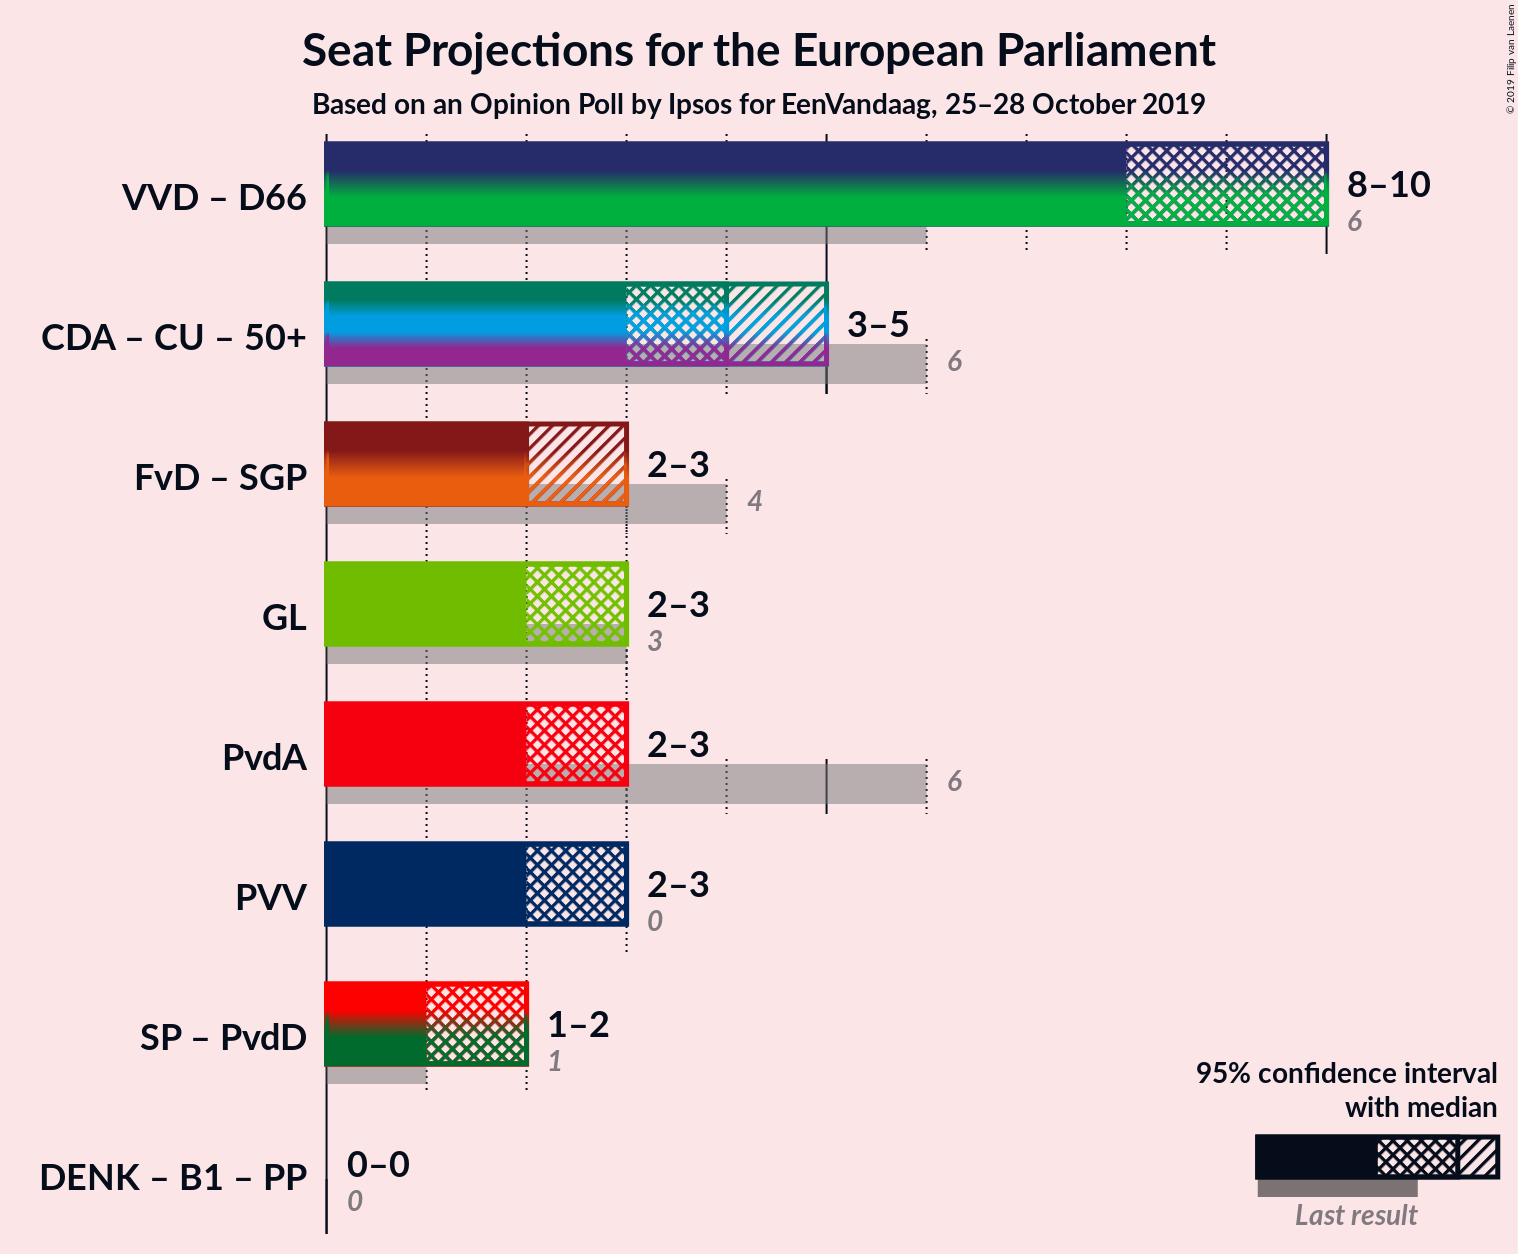 Seat Projections for the European Parliament
Based on an Opinion Poll by Ipsos for EenVandaag, 25–28 October 2019
© 2019 Filip van Laenen
VVD – D66
8–10
6
CDA – CU – 50+
3–5
6
FvD – SGP
2–3
4
GL
2–3
3
PvdA
2–3
6
PVV
2–3
0
SP – PvdD
1–2
1
DENK – B1 – PP
0–0
0
95% confidence interval
with median
Last result